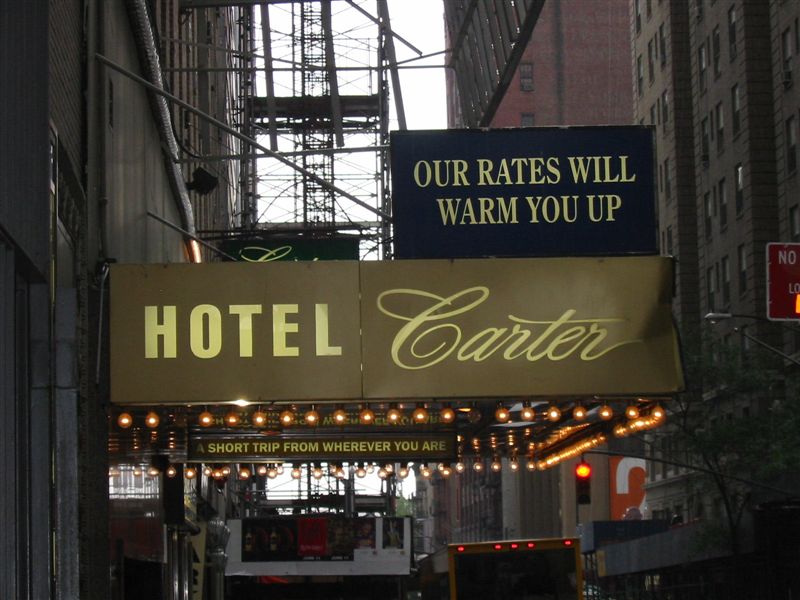 OUR RATES WILL
WARM YOU UP
HOTEL Carter
A SHORT TRIP FROM WHEREVER YOU ARE
NO